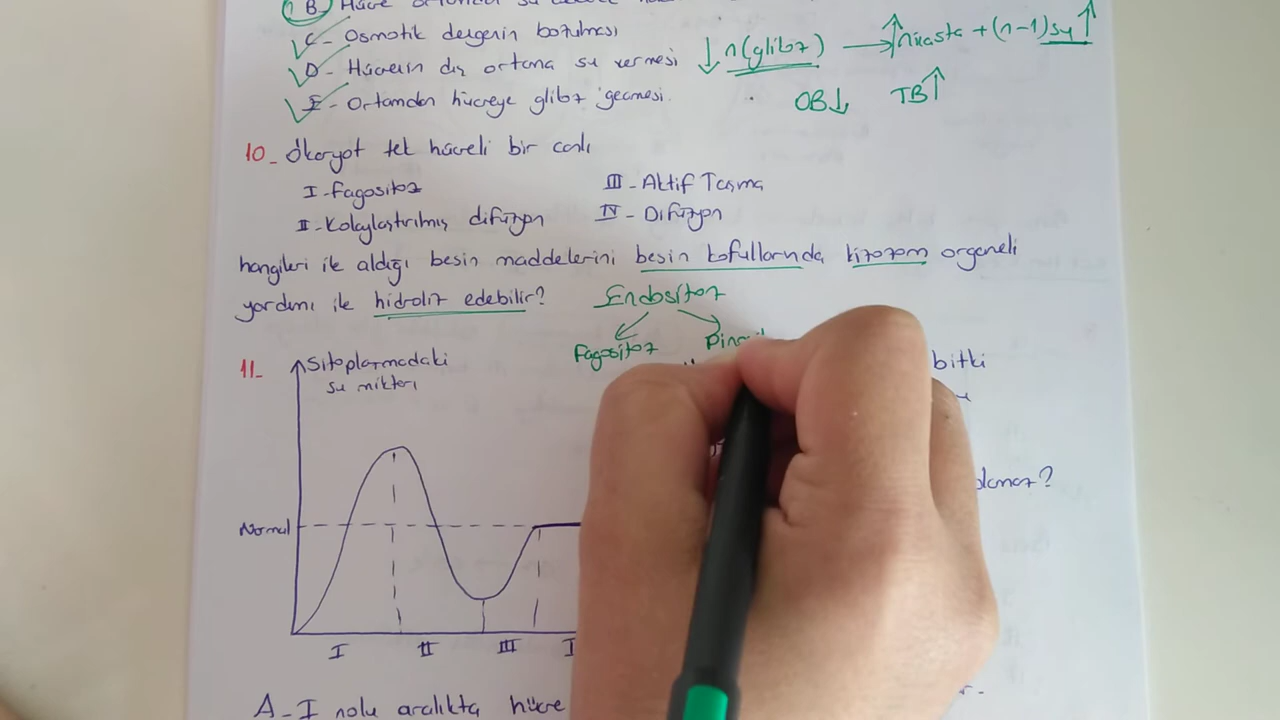 B-
C- Osmotik dengenin bozulması
D- Hücrenin dış ortama su vermesi
E- Ortamdan hücreye glikoz geçmesi.
↓ n(glikoz) → ↑ nişasta + (n-1) su ↑
OB↓ TB↑
10- Ökaryot tek hücreli bir canlı
I- Fagositoz III- Aktif Taşıma
II- Kolaylaştırılmış difüzyon IV- Difüzyon
hangileri ile aldığı besin maddelerini besin kofullarında lizozom organeli
yardımı ile hidroliz edebilir?
Endositoz
Fagositoz
11- Sitoplazmadaki
su miktarı
bitki
Normal
I II III
A- I nolu aralıkta hücre